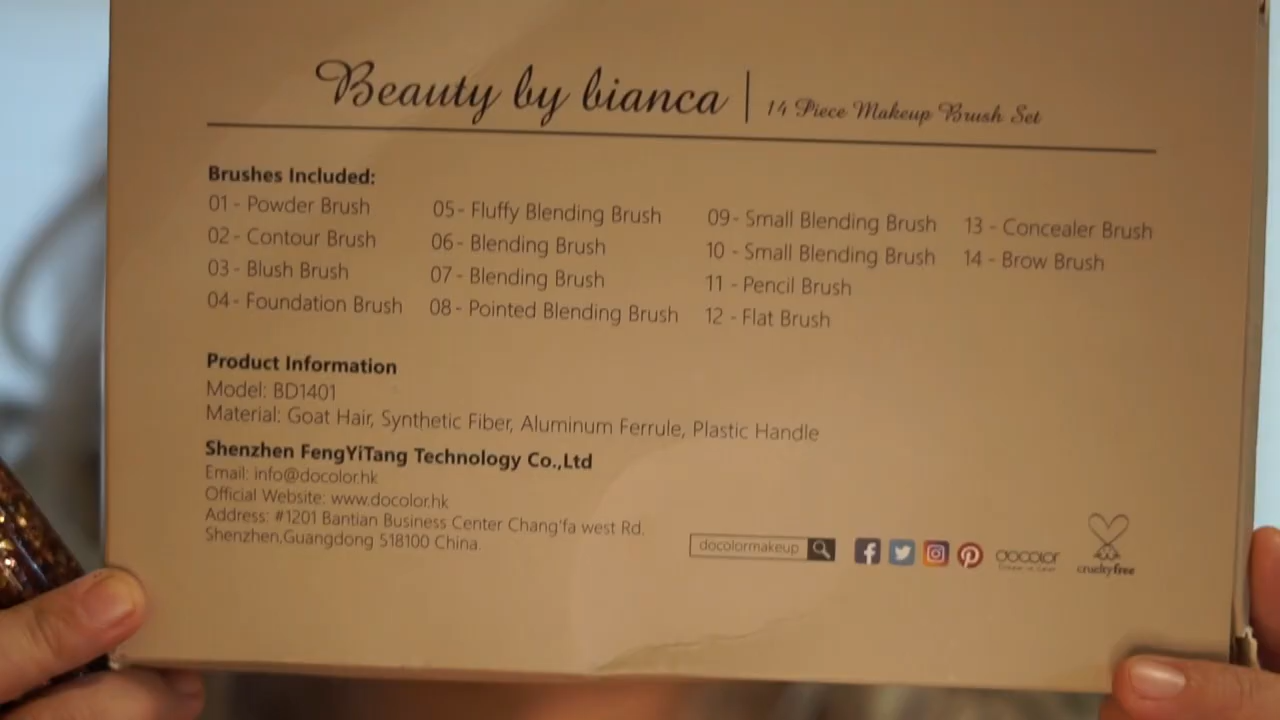 Beauty by bianca | 14 Piece Makeup Brush Set
Brushes Included:
01 - Powder Brush
02 - Contour Brush
03 - Blush Brush
04 - Foundation Brush
05 - Fluffy Blending Brush
06 - Blending Brush
07 - Blending Brush
08 - Pointed Blending Brush
09 - Small Blending Brush
10 - Small Blending Brush
11 - Pencil Brush
12 - Flat Brush
13 - Concealer Brush
14 - Brow Brush
Product Information
Model: BD1401
Material: Goat Hair, Synthetic Fiber, Aluminum Ferrule, Plastic Handle
Shenzhen FengYiTang Technology Co.,Ltd
Email: info@docolor.hk
Official Website: www.docolor.hk
Address: #1201 Bantian Business Center Chang'fa west Rd.
Shenzhen,Guangdong 518100 China.
docolormakeup
docolor
crueltyfree